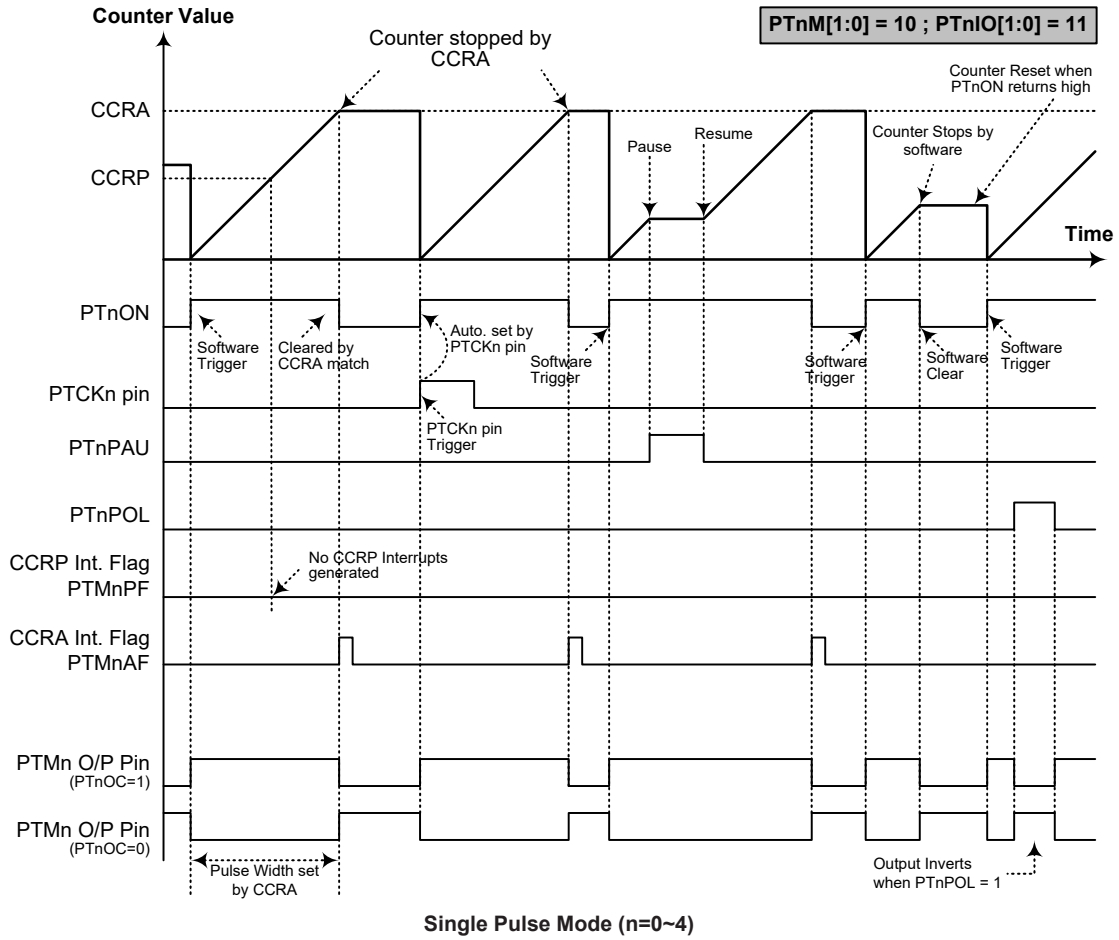 Counter Value
PTnM[1:0] = 10 ; PTnIO[1:0] = 11
Counter stopped by
CCRA
Counter Reset when
PTnON returns high
CCRA
Pause
Resume
Counter Stops by
software
CCRP
Time
PTnON
Software
Trigger
Cleared by
CCRA match
Auto. set by
PTCKn pin
Software
Trigger
Software
Trigger
Software
Clear
Software
Trigger
PTCKn pin
PTCKn pin
Trigger
PTnPAU
PTnPOL
CCRP Int. Flag
PTMnPF
No CCRP Interrupts
generated
CCRA Int. Flag
PTMnAF
PTMn O/P Pin
(PTnOC=1)
PTMn O/P Pin
(PTnOC=0)
Pulse Width set
by CCRA
Output Inverts
when PTnPOL = 1
Single Pulse Mode (n=0~4)